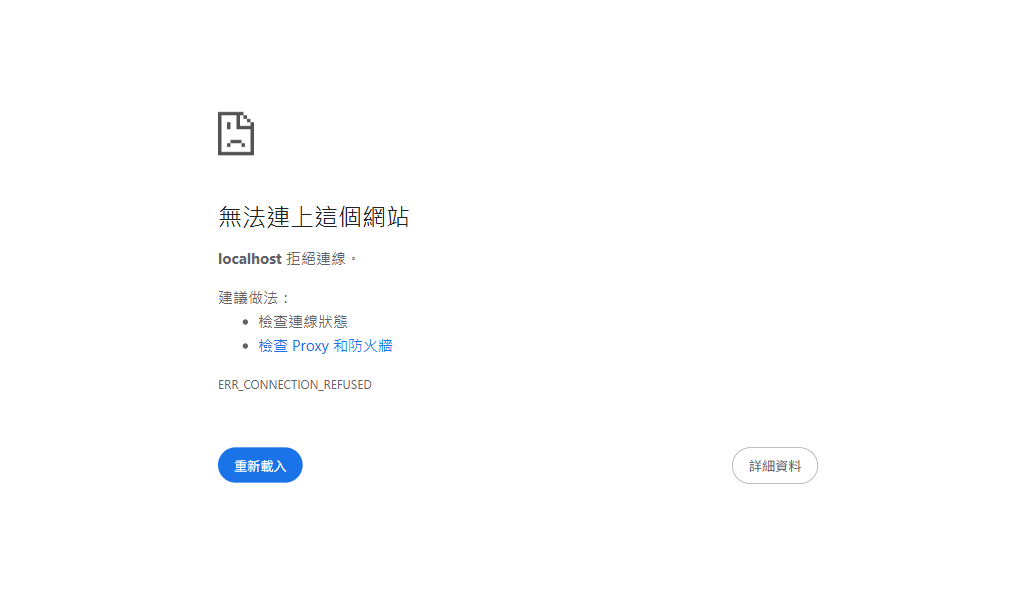 無法連上這個網站
localhost 拒絕連線。
建議做法：
檢查連線狀態
檢查 Proxy 和防火牆
ERR_CONNECTION_REFUSED
重新載入
詳細資料